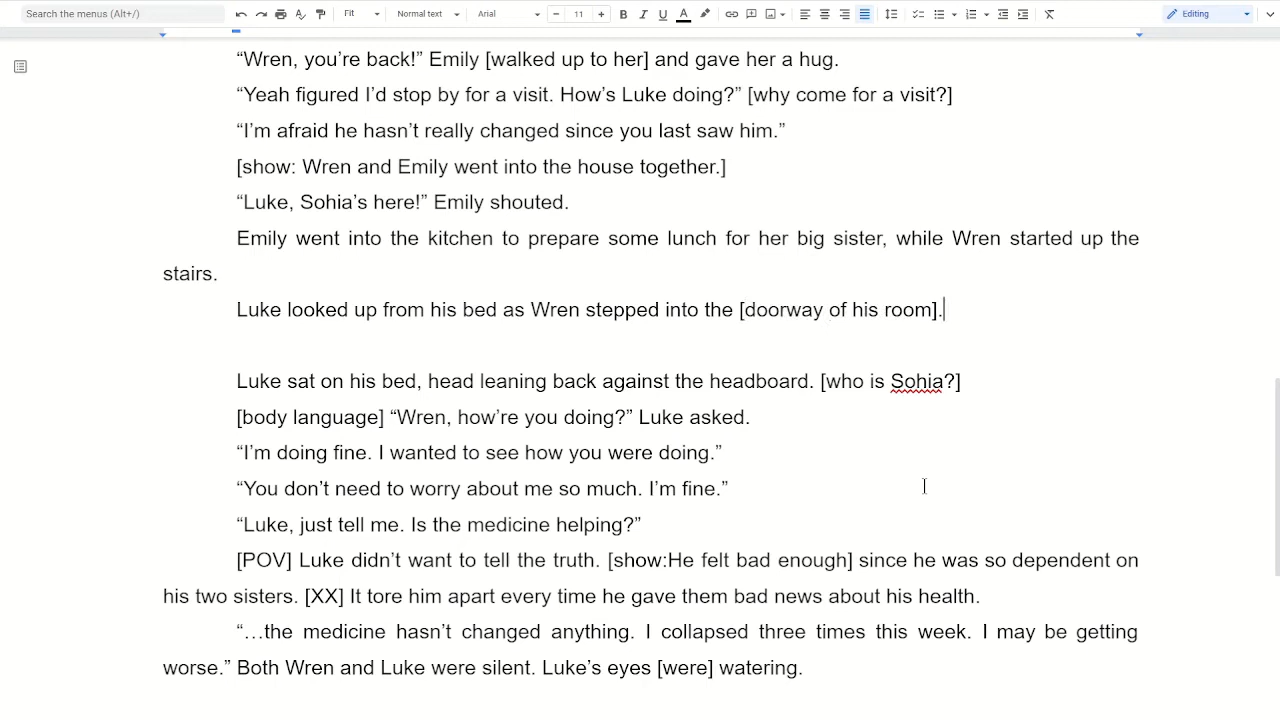 Search the menus (Alt+/)
Fit
Normal text
Arial
11
B I U A
Editing
“Wren, you’re back!” Emily [walked up to her] and gave her a hug.
“Yeah figured I’d stop by for a visit. How’s Luke doing?” [why come for a visit?]
“I’m afraid he hasn’t really changed since you last saw him.”
[show: Wren and Emily went into the house together.]
“Luke, Sohia’s here!” Emily shouted.
Emily went into the kitchen to prepare some lunch for her big sister, while Wren started up the
stairs.
Luke looked up from his bed as Wren stepped into the [doorway of his room].
Luke sat on his bed, head leaning back against the headboard. [who is Sohia?]
[body language] “Wren, how’re you doing?” Luke asked.
“I’m doing fine. I wanted to see how you were doing.”
“You don’t need to worry about me so much. I’m fine.”
“Luke, just tell me. Is the medicine helping?”
[POV] Luke didn’t want to tell the truth. [show:He felt bad enough] since he was so dependent on
his two sisters. [XX] It tore him apart every time he gave them bad news about his health.
“…the medicine hasn’t changed anything. I collapsed three times this week. I may be getting
worse.” Both Wren and Luke were silent. Luke’s eyes [were] watering.